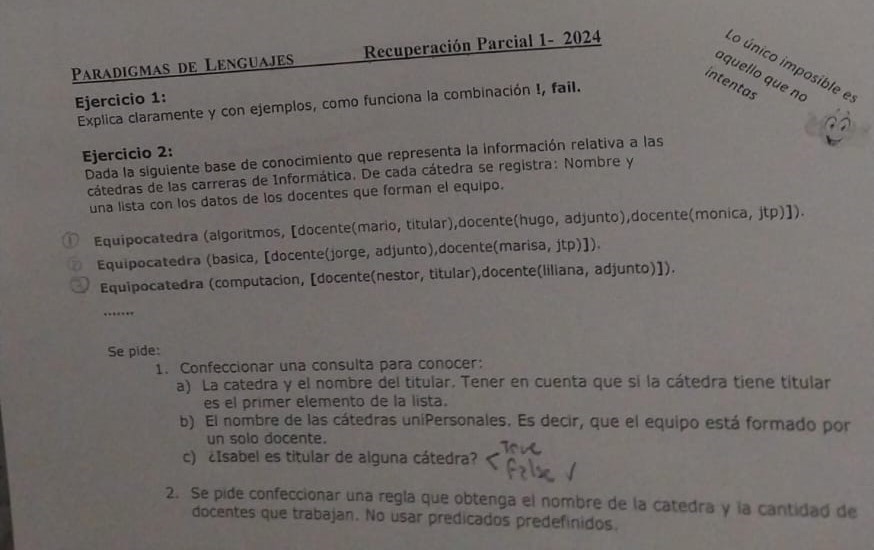 PARADIGMAS DE LENGUAJES Recuperación Parcial 1- 2024
Lo único imposible es
aquello que no
intentas
Ejercicio 1:
Explica claramente y con ejemplos, como funciona la combinación !, fail.
Ejercicio 2:
Dada la siguiente base de conocimiento que representa la información relativa a las
cátedras de las carreras de Informática. De cada cátedra se registra: Nombre y
una lista con los datos de los docentes que forman el equipo.
① Equipocatedra (algoritmos, [docente(mario, titular),docente(hugo, adjunto),docente(monica, jtp)]).
② Equipocatedra (basica, [docente(jorge, adjunto),docente(marisa, jtp)]).
③ Equipocatedra (computacion, [docente(nestor, titular),docente(liliana, adjunto)]).
.......
Se pide:
1. Confeccionar una consulta para conocer:
a) La catedra y el nombre del titular. Tener en cuenta que si la cátedra tiene titular
es el primer elemento de la lista.
b) El nombre de las cátedras uniPersonales. Es decir, que el equipo está formado por
un solo docente.
c) ¿Isabel es titular de alguna cátedra? < True
False ✓
2. Se pide confeccionar una regla que obtenga el nombre de la catedra y la cantidad de
docentes que trabajan. No usar predicados predefinidos.